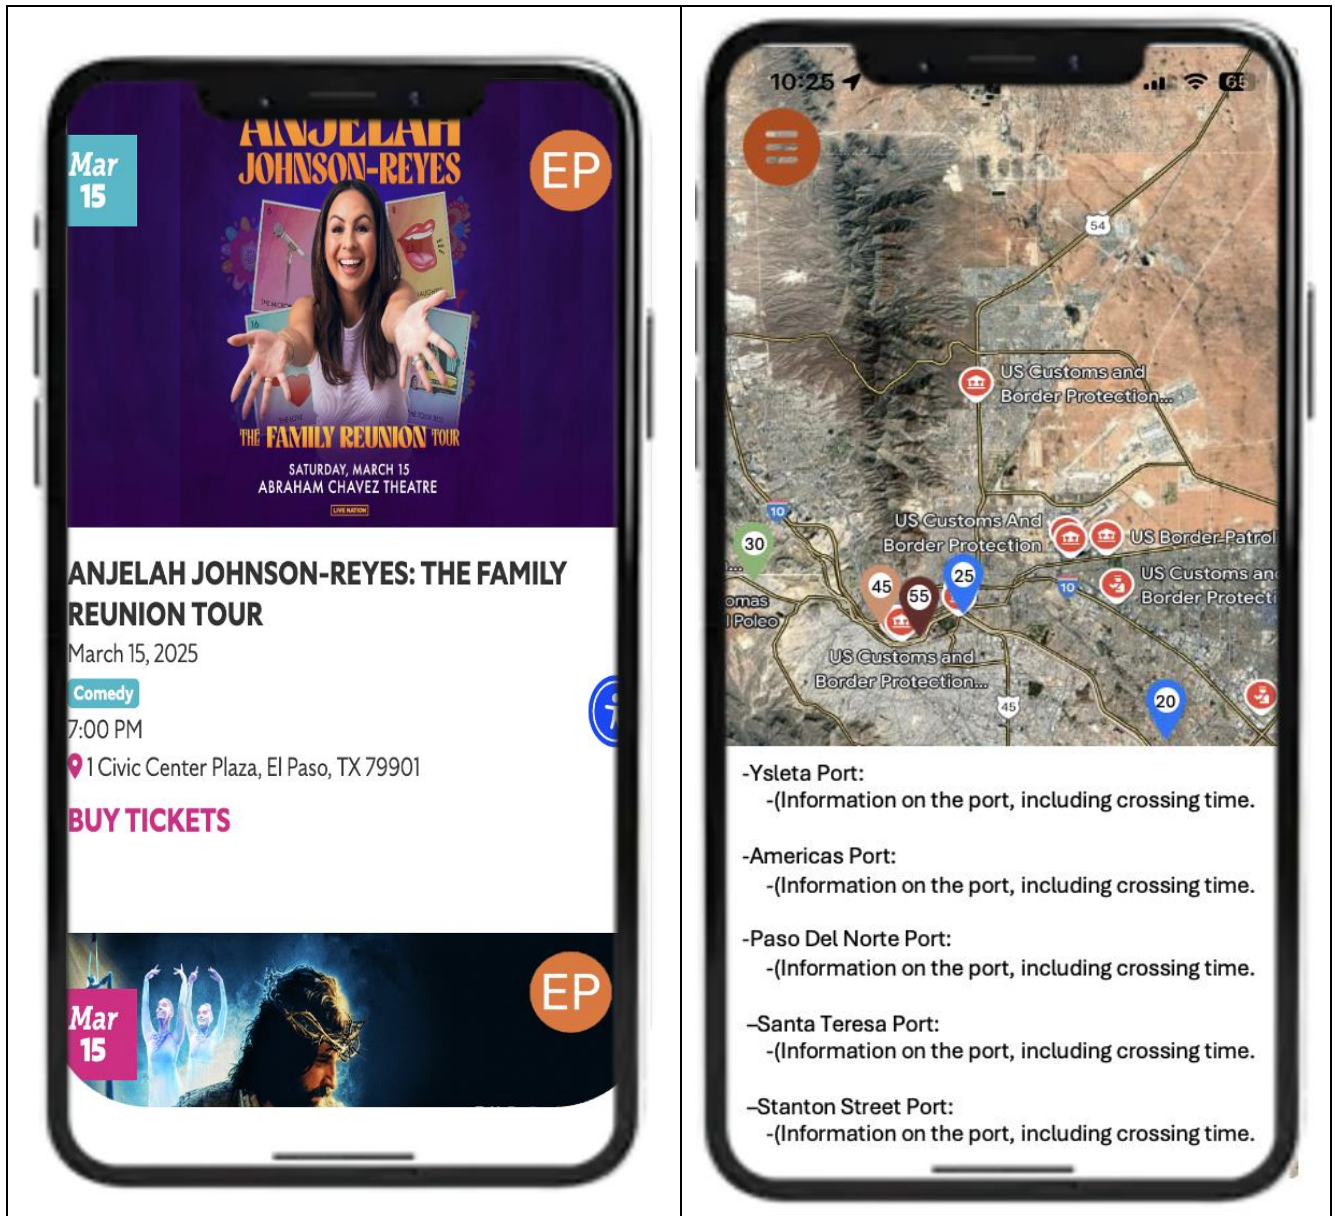 ANJELAH
JOHNSON-REYES
Mar
15
EP
THE FAMILY REUNION TOUR
SATURDAY, MARCH 15
ABRAHAM CHAVEZ THEATRE
LIVE NATION
ANJELAH JOHNSON-REYES: THE FAMILY
REUNION TOUR
March 15, 2025
Comedy
7:00 PM
1 Civic Center Plaza, El Paso, TX 79901
BUY TICKETS
Mar
15
EP
10:25
65
54
US Customs and
Border Protection...
10
US Customs And
Border Protection
US Border Patrol
30
45
55
25
10
US Customs and
Border Protecti
omas
l Poleo
US Customs and
Border Protection...
45
20
-Ysleta Port:
-(Information on the port, including crossing time.
-Americas Port:
-(Information on the port, including crossing time.
-Paso Del Norte Port:
-(Information on the port, including crossing time.
–Santa Teresa Port:
-(Information on the port, including crossing time.
–Stanton Street Port:
-(Information on the port, including crossing time.